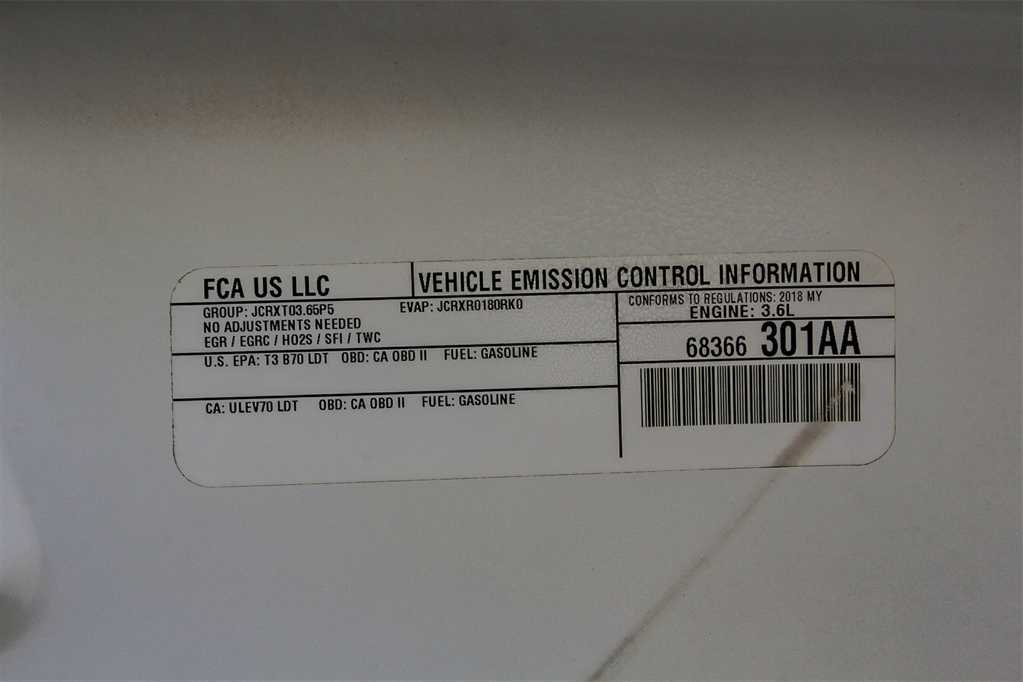 FCA US LLC
VEHICLE EMISSION CONTROL INFORMATION
GROUP: JCRXT03.65P5 EVAP: JCRXR0180RK0
NO ADJUSTMENTS NEEDED
EGR / EGRC / HO2S / SFI / TWC
U.S. EPA: T3 B70 LDT OBD: CA OBD II FUEL: GASOLINE
CA: ULEV70 LDT OBD: CA OBD II FUEL: GASOLINE
CONFORMS TO REGULATIONS: 2018 MY
ENGINE: 3.6L
68366 301AA